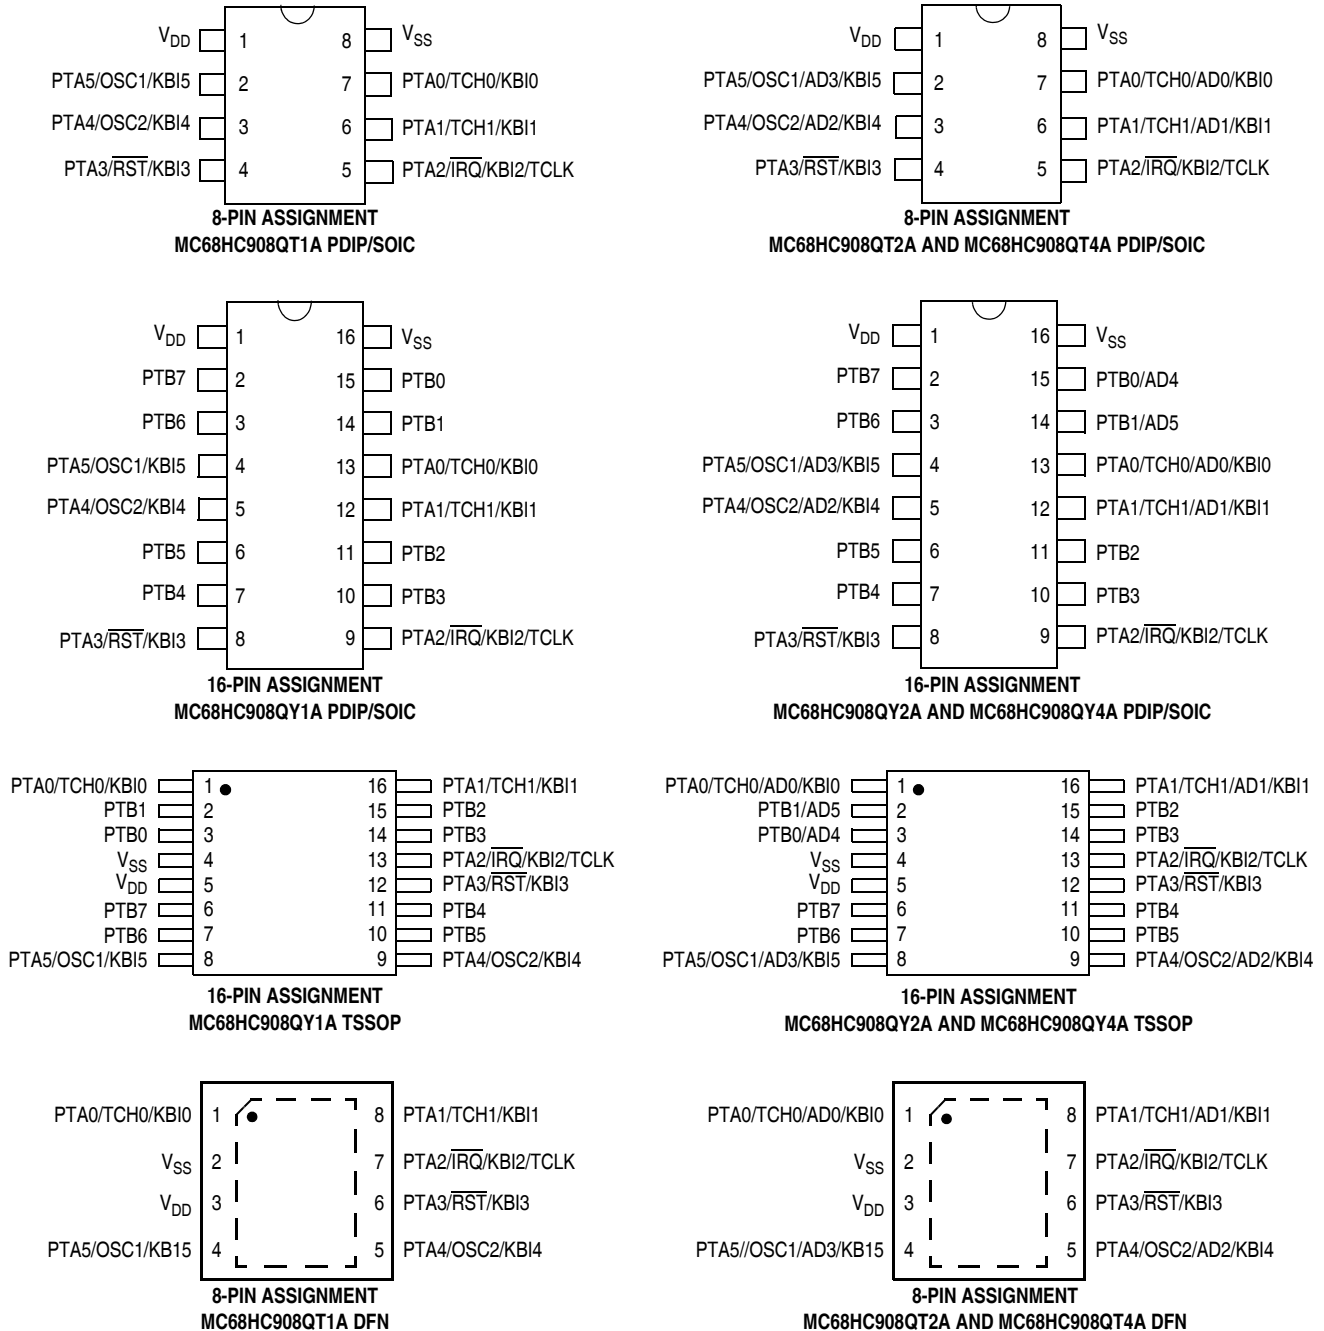 VDD 1 8 VSS
PTA5/OSC1/KBI5 2 7 PTA0/TCH0/KBI0
PTA4/OSC2/KBI4 3 6 PTA1/TCH1/KBI1
PTA3/RST/KBI3 4 5 PTA2/IRQ/KBI2/TCLK
8-PIN ASSIGNMENT
MC68HC908QT1A PDIP/SOIC
VDD 1 8 VSS
PTA5/OSC1/AD3/KBI5 2 7 PTA0/TCH0/AD0/KBI0
PTA4/OSC2/AD2/KBI4 3 6 PTA1/TCH1/AD1/KBI1
PTA3/RST/KBI3 4 5 PTA2/IRQ/KBI2/TCLK
8-PIN ASSIGNMENT
MC68HC908QT2A AND MC68HC908QT4A PDIP/SOIC
VDD 1 16 VSS
PTB7 2 15 PTB0
PTB6 3 14 PTB1
PTA5/OSC1/KBI5 4 13 PTA0/TCH0/KBI0
PTA4/OSC2/KBI4 5 12 PTA1/TCH1/KBI1
PTB5 6 11 PTB2
PTB4 7 10 PTB3
PTA3/RST/KBI3 8 9 PTA2/IRQ/KBI2/TCLK
16-PIN ASSIGNMENT
MC68HC908QY1A PDIP/SOIC
VDD 1 16 VSS
PTB7 2 15 PTB0/AD4
PTB6 3 14 PTB1/AD5
PTA5/OSC1/AD3/KBI5 4 13 PTA0/TCH0/AD0/KBI0
PTA4/OSC2/AD2/KBI4 5 12 PTA1/TCH1/AD1/KBI1
PTB5 6 11 PTB2
PTB4 7 10 PTB3
PTA3/RST/KBI3 8 9 PTA2/IRQ/KBI2/TCLK
16-PIN ASSIGNMENT
MC68HC908QY2A AND MC68HC908QY4A PDIP/SOIC
PTA0/TCH0/KBI0 1 16 PTA1/TCH1/KBI1
PTB1 2 15 PTB2
PTB0 3 14 PTB3
VSS 4 13 PTA2/IRQ/KBI2/TCLK
VDD 5 12 PTA3/RST/KBI3
PTB7 6 11 PTB4
PTB6 7 10 PTB5
PTA5/OSC1/KBI5 8 9 PTA4/OSC2/KBI4
16-PIN ASSIGNMENT
MC68HC908QY1A TSSOP
PTA0/TCH0/AD0/KBI0 1 16 PTA1/TCH1/AD1/KBI1
PTB1/AD5 2 15 PTB2
PTB0/AD4 3 14 PTB3
VSS 4 13 PTA2/IRQ/KBI2/TCLK
VDD 5 12 PTA3/RST/KBI3
PTB7 6 11 PTB4
PTB6 7 10 PTB5
PTA5/OSC1/AD3/KBI5 8 9 PTA4/OSC2/AD2/KBI4
16-PIN ASSIGNMENT
MC68HC908QY2A AND MC68HC908QY4A TSSOP
PTA0/TCH0/KBI0 1 8 PTA1/TCH1/KBI1
VSS 2 7 PTA2/IRQ/KBI2/TCLK
VDD 3 6 PTA3/RST/KBI3
PTA5/OSC1/KB15 4 5 PTA4/OSC2/KBI4
8-PIN ASSIGNMENT
MC68HC908QT1A DFN
PTA0/TCH0/AD0/KBI0 1 8 PTA1/TCH1/AD1/KBI1
VSS 2 7 PTA2/IRQ/KBI2/TCLK
VDD 3 6 PTA3/RST/KBI3
PTA5//OSC1/AD3/KB15 4 5 PTA4/OSC2/AD2/KBI4
8-PIN ASSIGNMENT
MC68HC908QT2A AND MC68HC908QT4A DFN